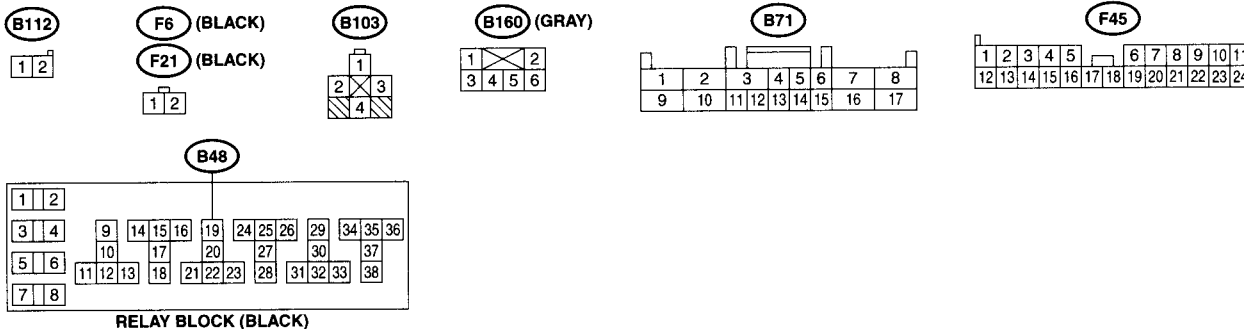 B112 F6 (BLACK) B103 B160 (GRAY) B71 F45
F21 (BLACK)
1 2
1 2
1
2 3
4
1 2
3 4 5 6
1 2 3 4 5 6 7 8
9 10 11 12 13 14 15 16 17
1 2 3 4 5 6 7 8 9 10 11
12 13 14 15 16 17 18 19 20 21 22 23 24
B48
1 2
3 4 9 14 15 16 19 24 25 26 29 34 35 36
10 17 20 27 30 37
5 6 11 12 13 18 21 22 23 28 31 32 33 38
7 8
RELAY BLOCK (BLACK)